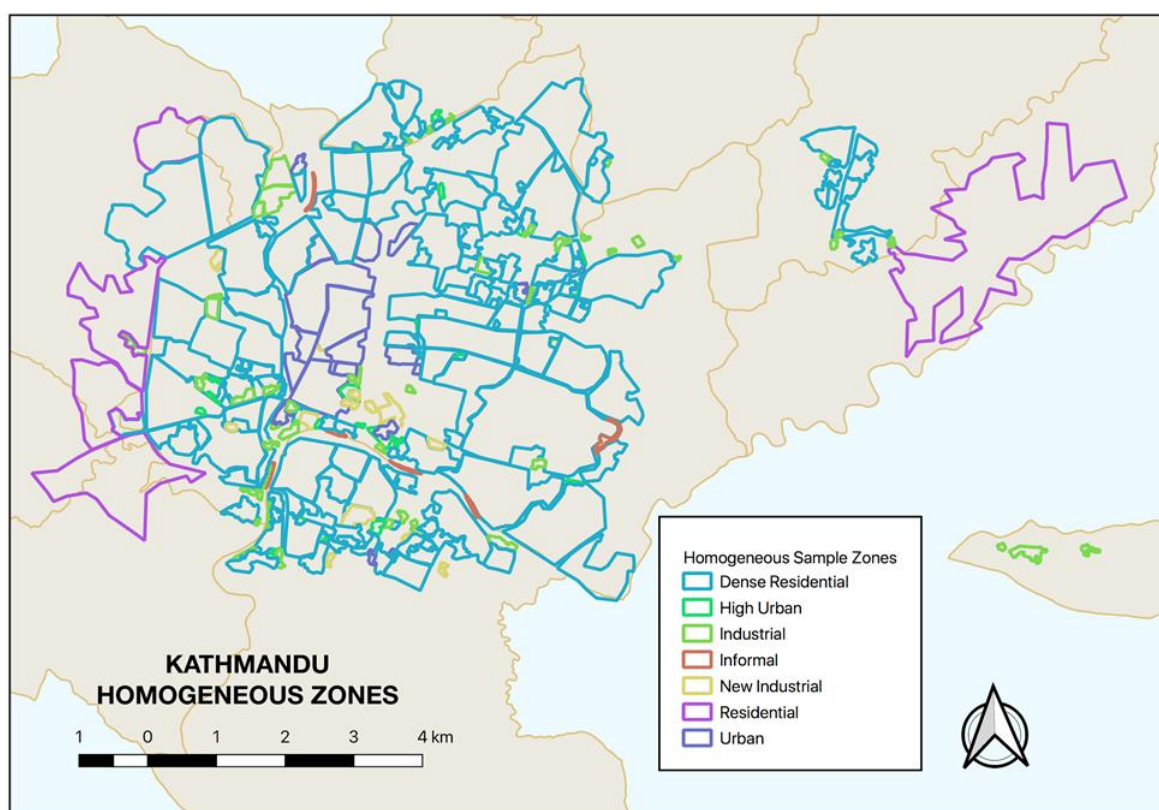 Homogeneous Sample Zones
Dense Residential
High Urban
Industrial
Informal
New Industrial
Residential
Urban
KATHMANDU
HOMOGENEOUS ZONES
1 0 1 2 3 4 km